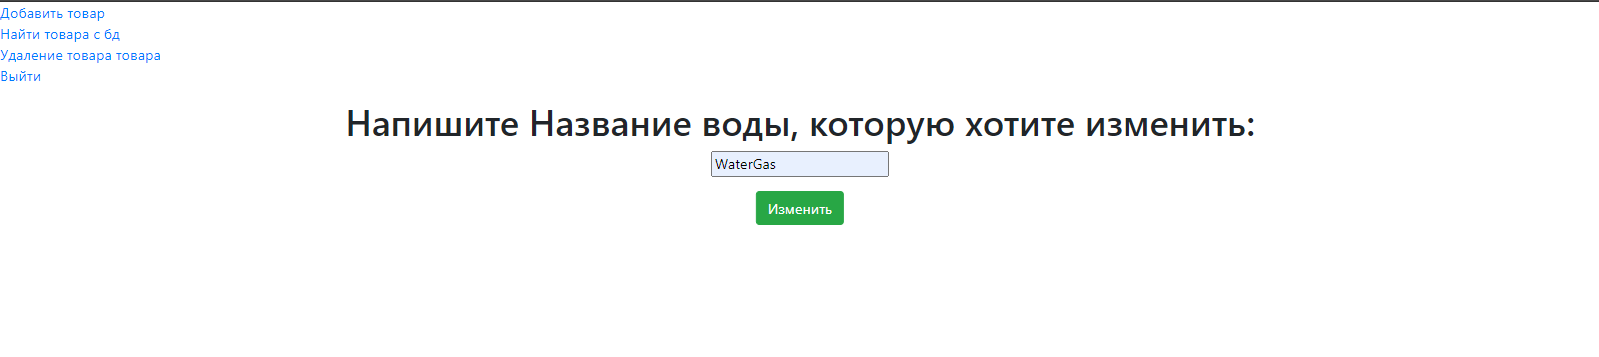 Добавить товар
Найти товара с бд
Удаление товара товара
Выйти
Напишите Название воды, которую хотите изменить:
WaterGas
Изменить